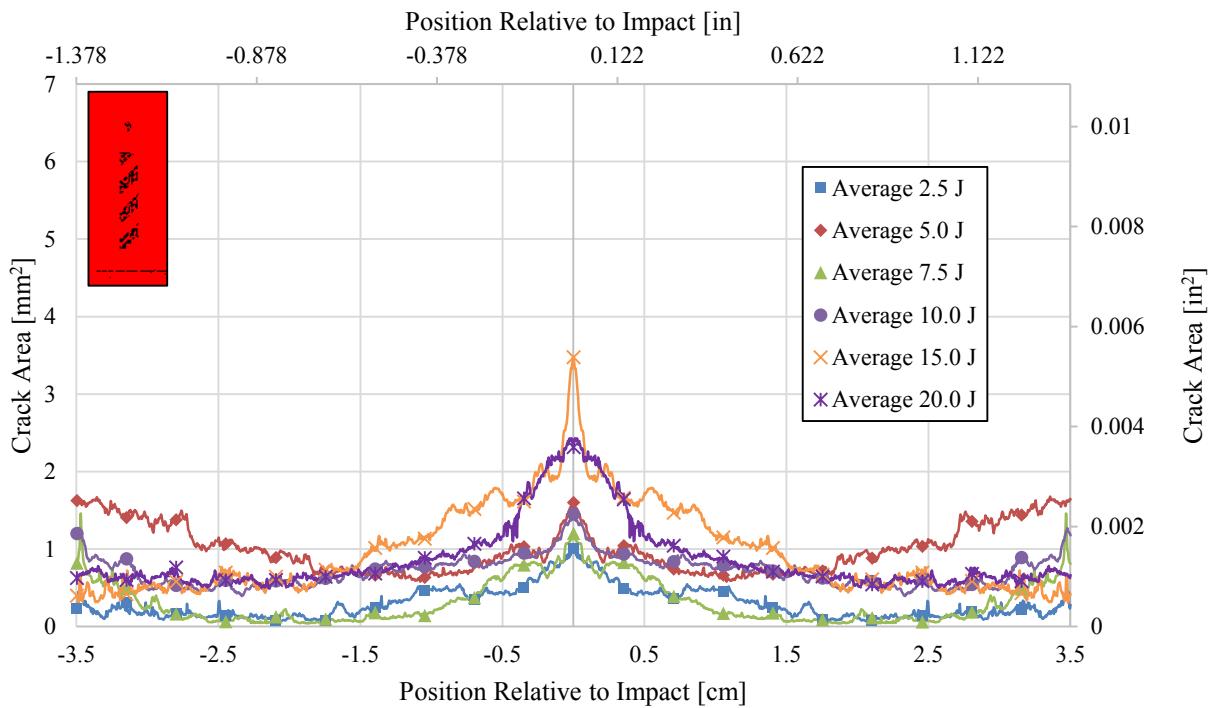 Position Relative to Impact [in]
-1.378 -0.878 -0.378 0.122 0.622 1.122
7
6
5
4
3
2
1
0
Crack Area [mm²]
0.01
0.008
0.006
0.004
0.002
0
Crack Area [in²]
Average 2.5 J
Average 5.0 J
Average 7.5 J
Average 10.0 J
Average 15.0 J
Average 20.0 J
-3.5 -2.5 -1.5 -0.5 0.5 1.5 2.5 3.5
Position Relative to Impact [cm]